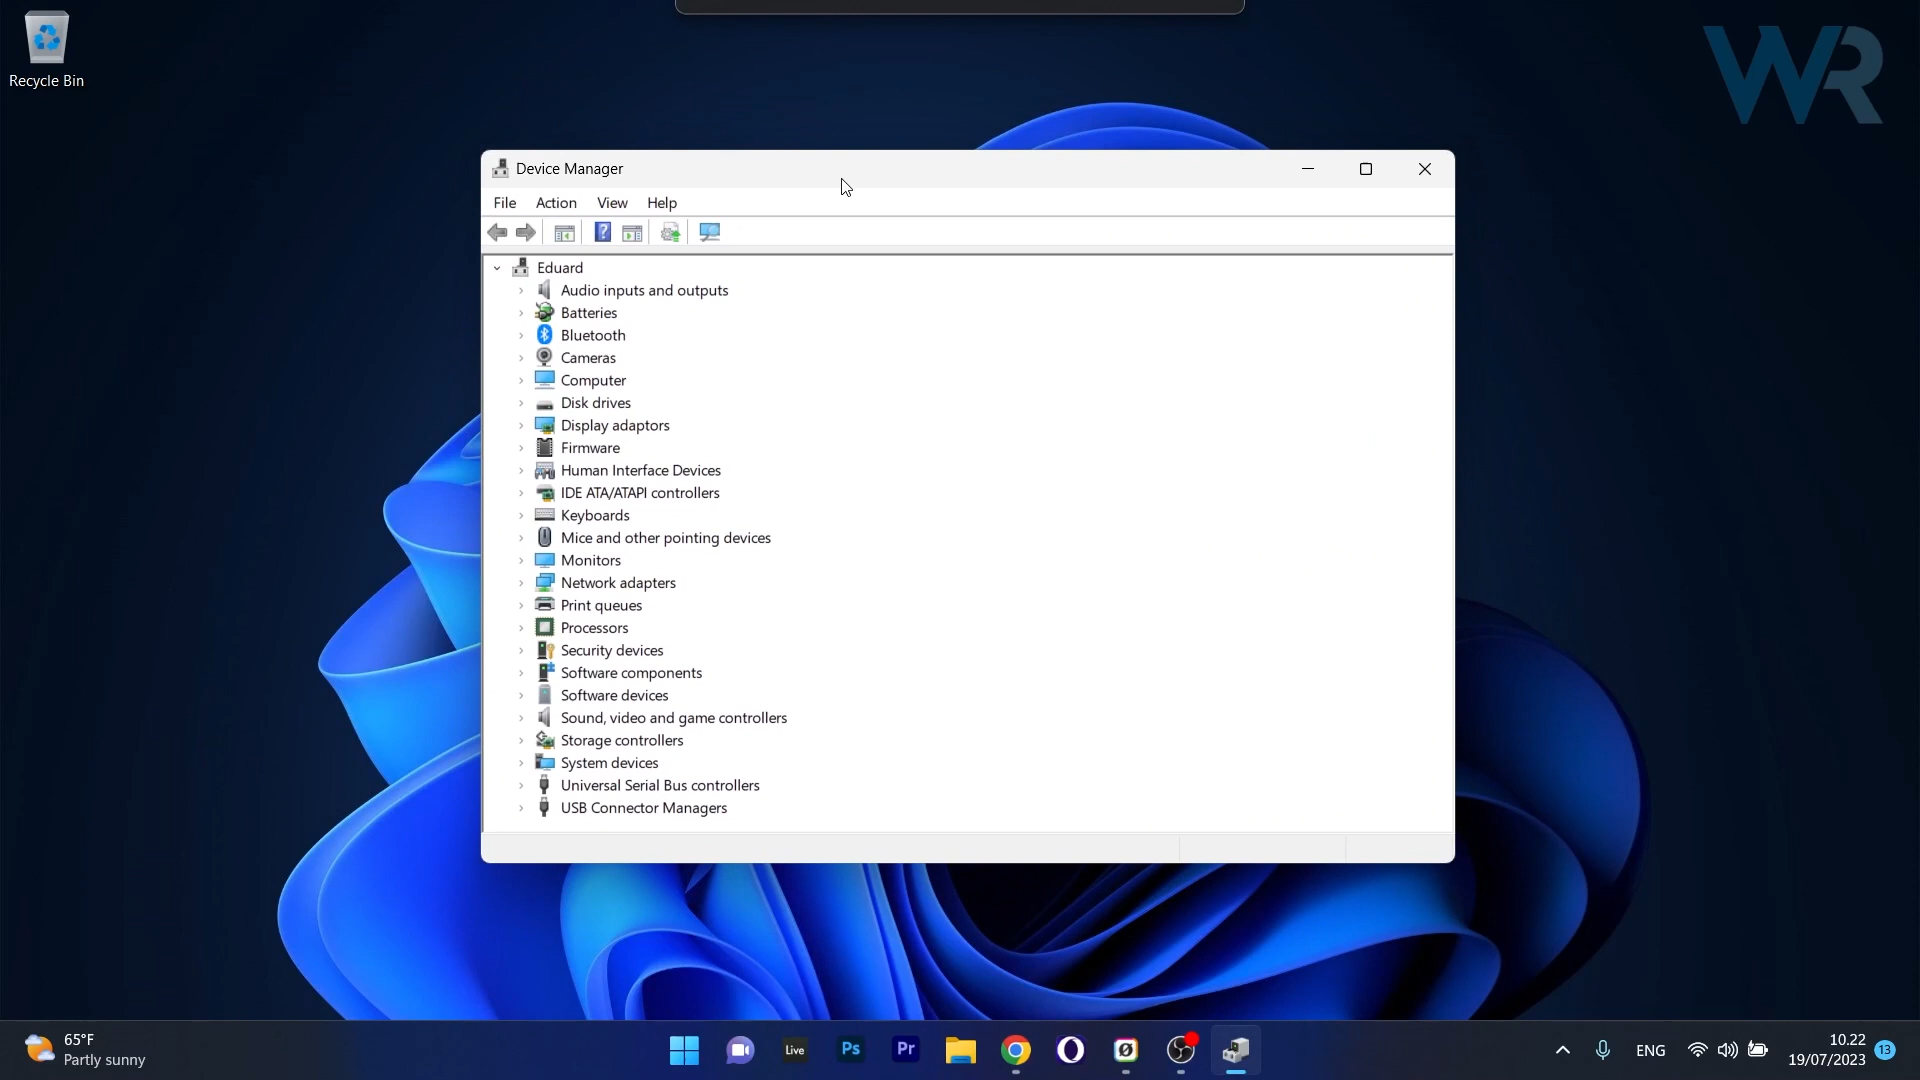 Recycle Bin
WR
Device Manager
File Action View Help
Eduard
Audio inputs and outputs
Batteries
Bluetooth
Cameras
Computer
Disk drives
Display adaptors
Firmware
Human Interface Devices
IDE ATA/ATAPI controllers
Keyboards
Mice and other pointing devices
Monitors
Network adapters
Print queues
Processors
Security devices
Software components
Software devices
Sound, video and game controllers
Storage controllers
System devices
Universal Serial Bus controllers
USB Connector Managers
65°F
Partly sunny
Live
Ps
Pr
ENG
10.22
19/07/2023
13